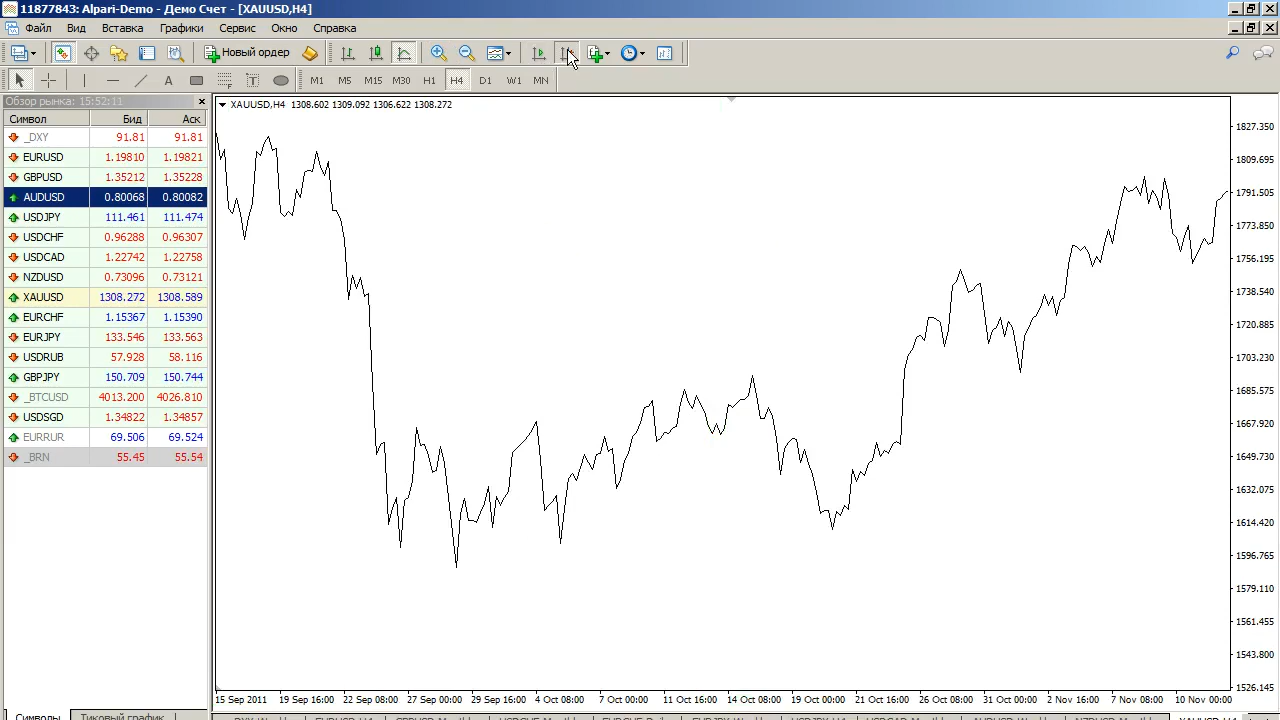 11877843: Alpari-Demo - Демо Счет - [XAUUSD,H4]
Файл Вид Вставка Графики Сервис Окно Справка
Новый ордер
A T M1 M5 M15 M30 H1 H4 D1 W1 MN
Обзор рынка: 15:52:11
Символ Бид Аск
_DXY 91.81 91.81
EURUSD 1.19810 1.19821
GBPUSD 1.35212 1.35228
AUDUSD 0.80068 0.80082
USDJPY 111.461 111.474
USDCHF 0.96288 0.96307
USDCAD 1.22742 1.22758
NZDUSD 0.73096 0.73121
XAUUSD 1308.272 1308.589
EURCHF 1.15367 1.15390
EURJPY 133.546 133.563
USDRUB 57.928 58.116
GBPJPY 150.709 150.744
_BTCUSD 4013.200 4026.810
USDSGD 1.34822 1.34857
EURRUR 69.506 69.524
_BRN 55.45 55.54
Символы Тиковый график
XAUUSD,H4 1308.602 1309.092 1306.622 1308.272
1827.350
1809.695
1791.505
1773.850
1756.195
1738.540
1720.885
1703.230
1685.575
1667.920
1649.730
1632.075
1614.420
1596.765
1579.110
1561.455
1543.800
1526.145
15 Sep 2011 19 Sep 16:00 22 Sep 08:00 27 Sep 00:00 29 Sep 16:00 4 Oct 08:00 7 Oct 00:00 11 Oct 16:00 14 Oct 08:00 19 Oct 00:00 21 Oct 16:00 26 Oct 08:00 31 Oct 00:00 2 Nov 16:00 7 Nov 08:00 10 Nov 00:00